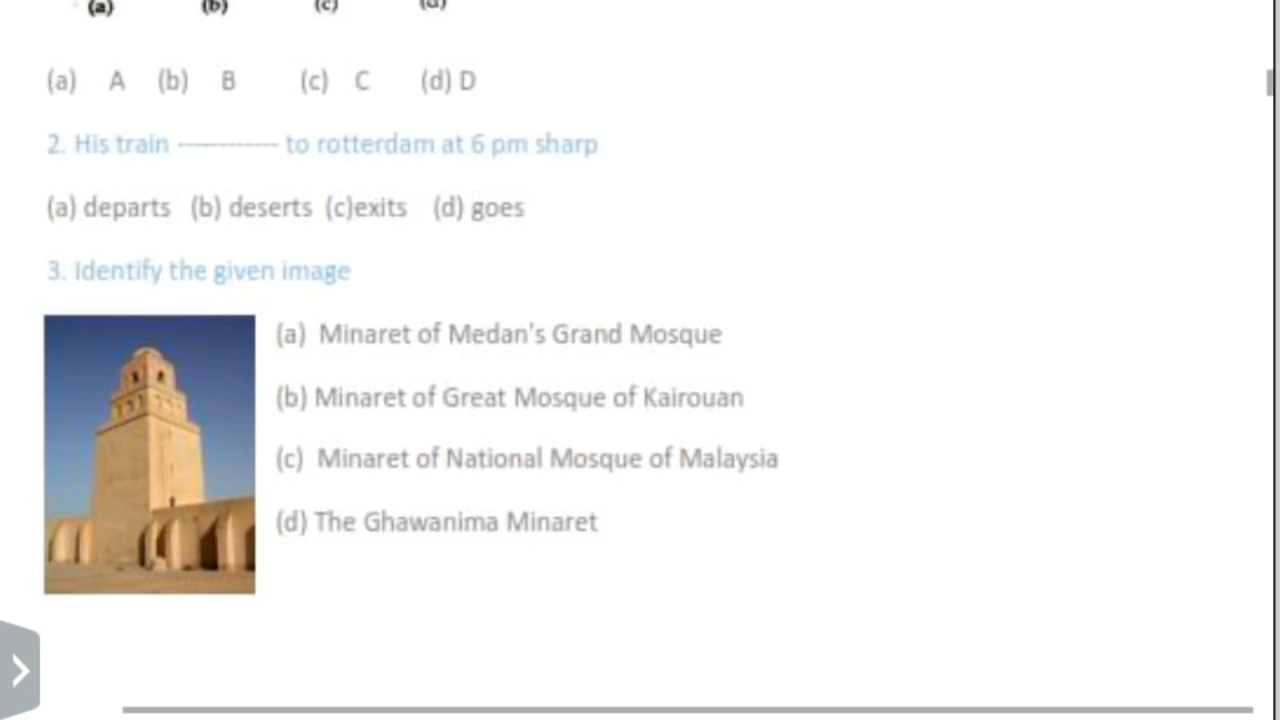 (a) (b) (c) (d)
(a) A (b) B (c) C (d) D
2. His train ------------ to rotterdam at 6 pm sharp
(a) departs (b) deserts (c)exits (d) goes
3. Identify the given image
(a) Minaret of Medan's Grand Mosque
(b) Minaret of Great Mosque of Kairouan
(c) Minaret of National Mosque of Malaysia
(d) The Ghawanima Minaret